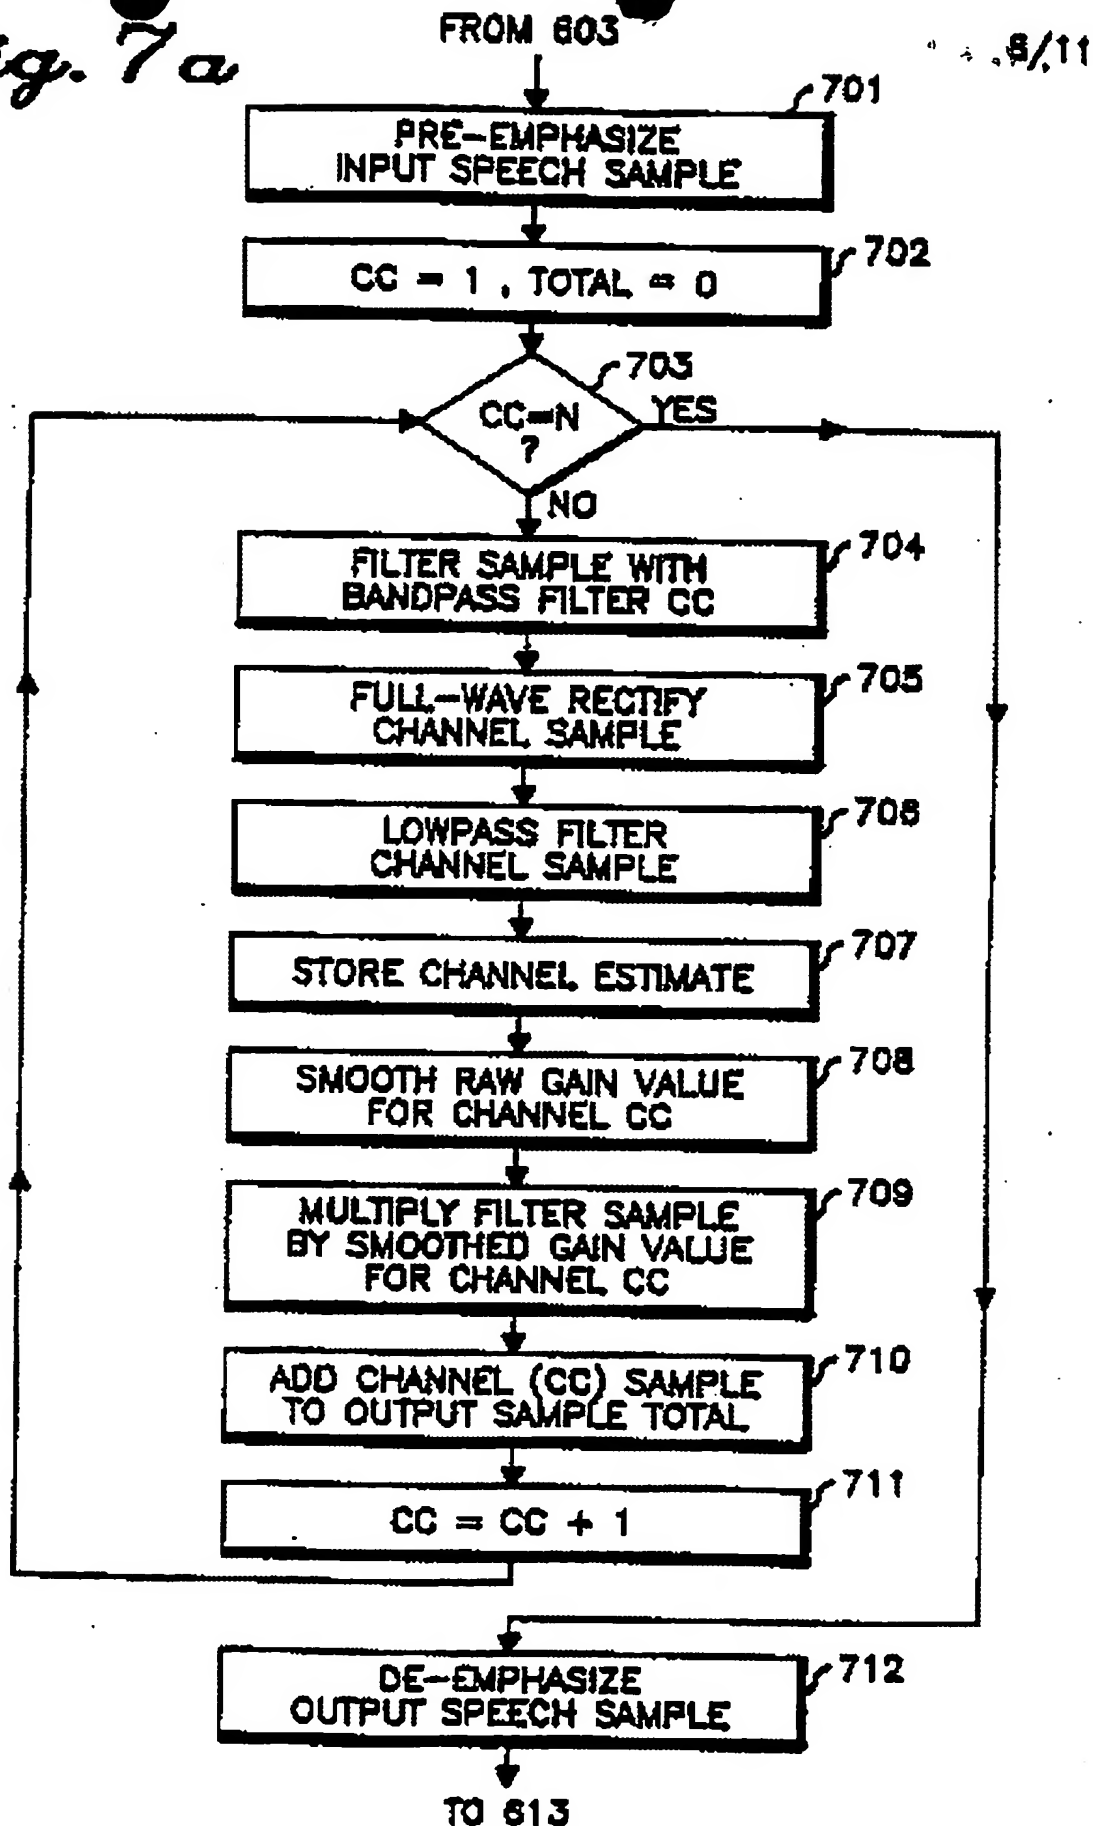 FROM 603
ig. 7a
6/11
701
PRE-EMPHASIZE
INPUT SPEECH SAMPLE
702
CC = 1 , TOTAL = 0
703
CC=N
?
YES
NO
704
FILTER SAMPLE WITH
BANDPASS FILTER CC
705
FULL-WAVE RECTIFY
CHANNEL SAMPLE
706
LOWPASS FILTER
CHANNEL SAMPLE
707
STORE CHANNEL ESTIMATE
708
SMOOTH RAW GAIN VALUE
FOR CHANNEL CC
709
MULTIPLY FILTER SAMPLE
BY SMOOTHED GAIN VALUE
FOR CHANNEL CC
710
ADD CHANNEL (CC) SAMPLE
TO OUTPUT SAMPLE TOTAL
711
CC = CC + 1
712
DE-EMPHASIZE
OUTPUT SPEECH SAMPLE
TO 613